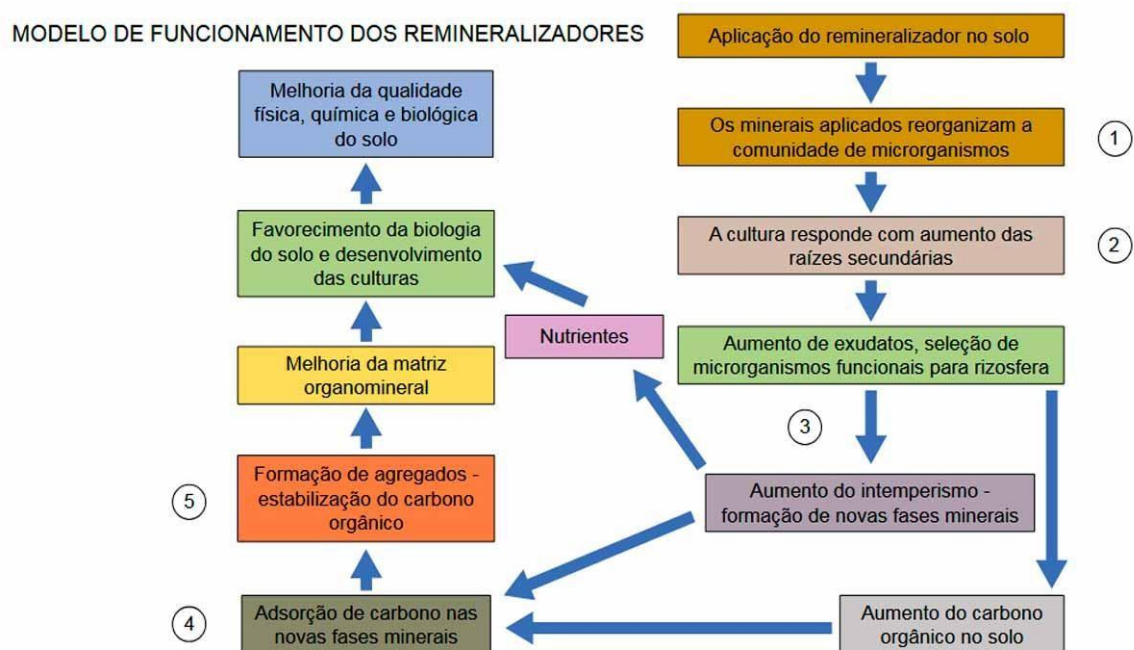 MODELO DE FUNCIONAMENTO DOS REMINERALIZADORES
Aplicação do remineralizador no solo
Os minerais aplicados reorganizam a
comunidade de microrganismos
1
A cultura responde com aumento das
raízes secundárias
2
Aumento de exudatos, seleção de
microrganismos funcionais para rizosfera
3
Aumento do intemperismo -
formação de novas fases minerais
Aumento do carbono
orgânico no solo
Nutrientes
4
Adsorção de carbono nas
novas fases minerais
5
Formação de agregados -
estabilização do carbono
orgânico
Melhoria da matriz
organomineral
Favorecimento da biologia
do solo e desenvolvimento
das culturas
Melhoria da qualidade
física, química e biológica
do solo